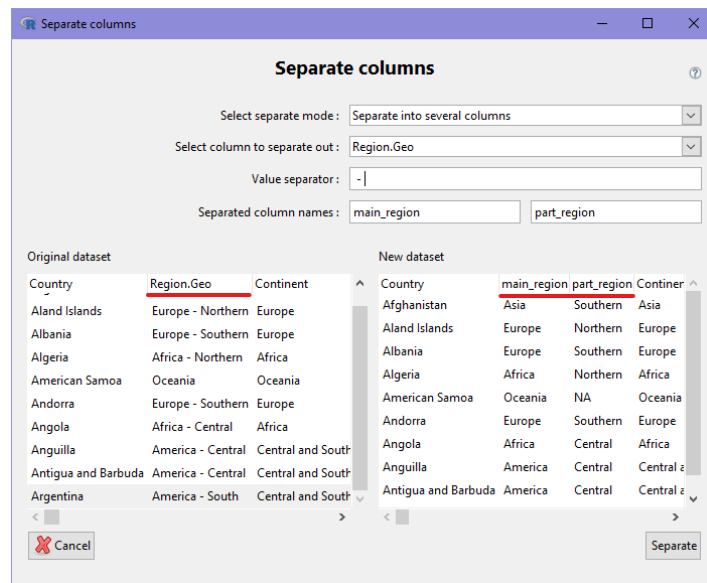 Separate columns
Separate columns
Select separate mode : Separate into several columns
Select column to separate out : Region.Geo
Value separator : -
Separated column names : main_region part_region
Original dataset
Country Region.Geo Continent
Aland Islands Europe - Northern Europe
Albania Europe - Southern Europe
Algeria Africa - Northern Africa
American Samoa Oceania Oceania
Andorra Europe - Southern Europe
Angola Africa - Central Africa
Anguilla America - Central Central and South
Antigua and Barbuda America - Central Central and South
Argentina America - South Central and South
New dataset
Country main_region part_region Continer
Afghanistan Asia Southern Asia
Aland Islands Europe Northern Europe
Albania Europe Southern Europe
Algeria Africa Northern Africa
American Samoa Oceania NA Oceania
Andorra Europe Southern Europe
Angola Africa Central Africa
Anguilla America Central Central a
Antigua and Barbuda America Central Central a
Cancel
Separate